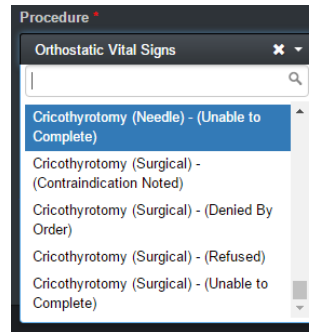 Procedure *
Orthostatic Vital Signs
Cricothyrotomy (Needle) - (Unable to
Complete)
Cricothyrotomy (Surgical) -
(Contraindication Noted)
Cricothyrotomy (Surgical) - (Denied By
Order)
Cricothyrotomy (Surgical) - (Refused)
Cricothyrotomy (Surgical) - (Unable to
Complete)